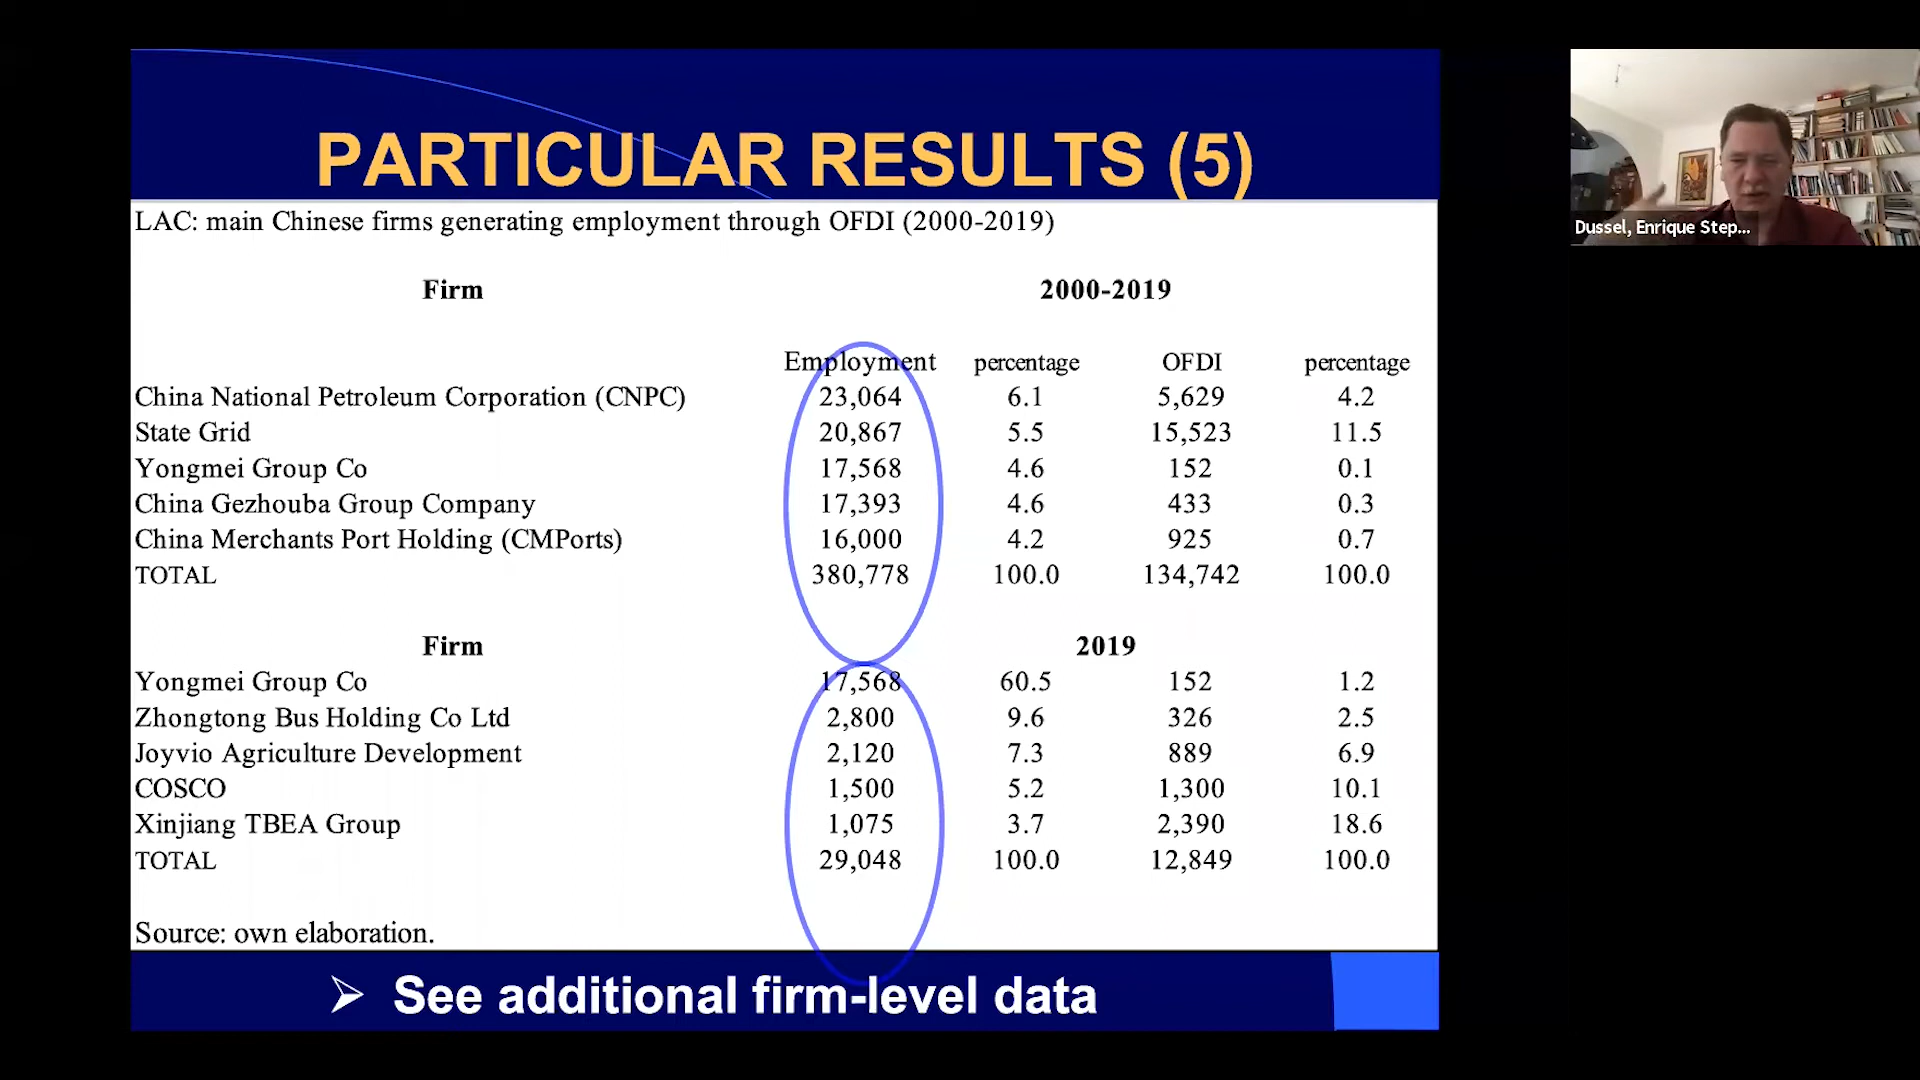 PARTICULAR RESULTS (5)
LAC: main Chinese firms generating employment through OFDI (2000-2019)
Firm 2000-2019
Employment percentage OFDI percentage
China National Petroleum Corporation (CNPC) 23,064 6.1 5,629 4.2
State Grid 20,867 5.5 15,523 11.5
Yongmei Group Co 17,568 4.6 152 0.1
China Gezhouba Group Company 17,393 4.6 433 0.3
China Merchants Port Holding (CMPorts) 16,000 4.2 925 0.7
TOTAL 380,778 100.0 134,742 100.0
Firm 2019
Yongmei Group Co 17,568 60.5 152 1.2
Zhongtong Bus Holding Co Ltd 2,800 9.6 326 2.5
Joyvio Agriculture Development 2,120 7.3 889 6.9
COSCO 1,500 5.2 1,300 10.1
Xinjiang TBEA Group 1,075 3.7 2,390 18.6
TOTAL 29,048 100.0 12,849 100.0
Source: own elaboration.
See additional firm-level data
Dussel, Enrique Step...